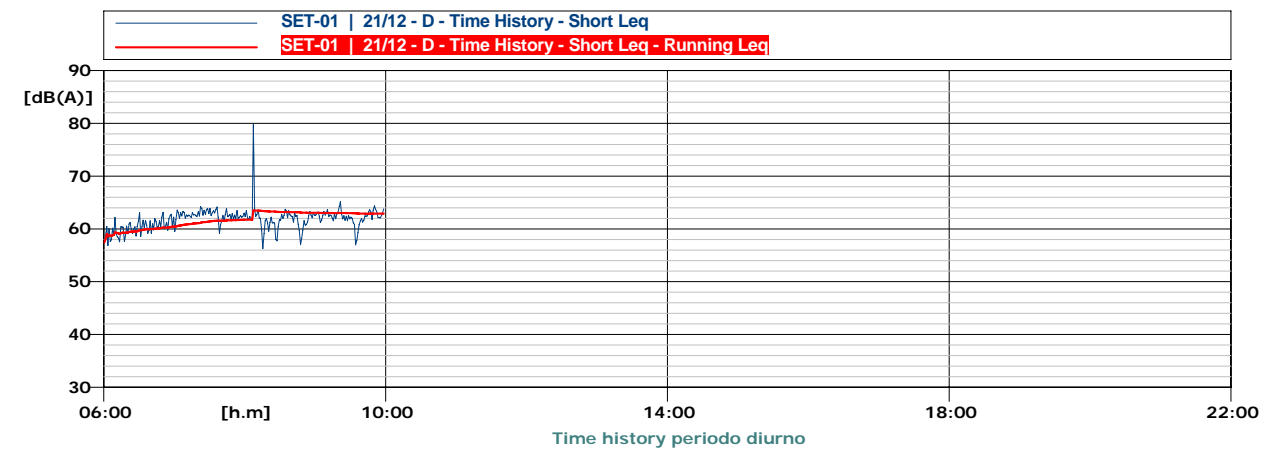 SET-01 | 21/12 - D - Time History - Short Leq
SET-01 | 21/12 - D - Time History - Short Leq - Running Leq
90
[dB(A)]
80
70
60
50
40
30
06:00 [h.m] 10:00 14:00 18:00 22:00
Time history periodo diurno